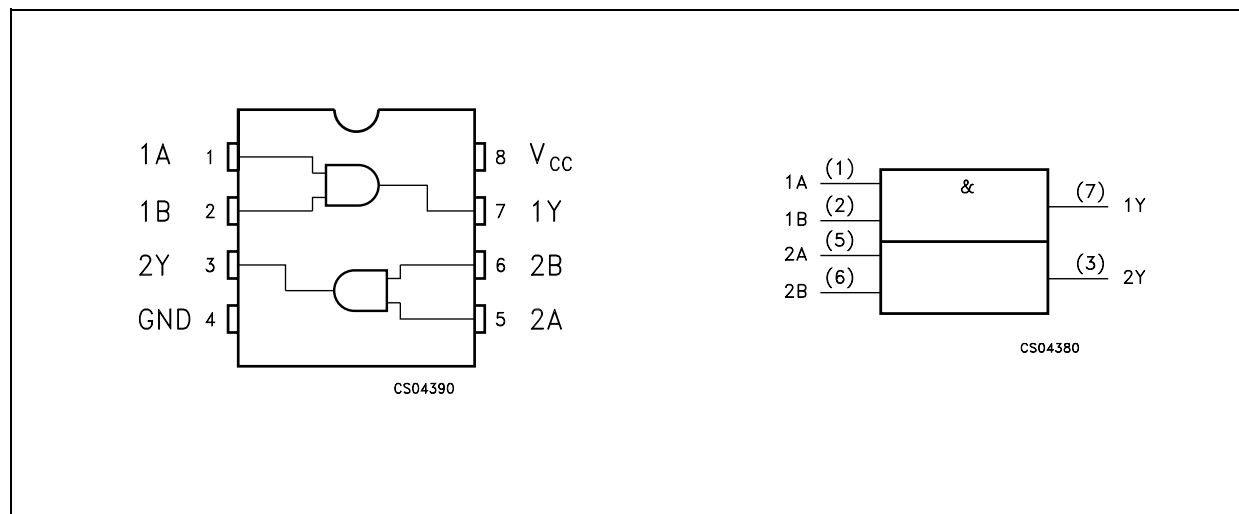 1A 1 8 VCC
1B 2 7 1Y
2Y 3 6 2B
GND 4 5 2A
CS04390
&
1A (1) (7) 1Y
1B (2)
2A (5) (3) 2Y
2B (6)
CS04380